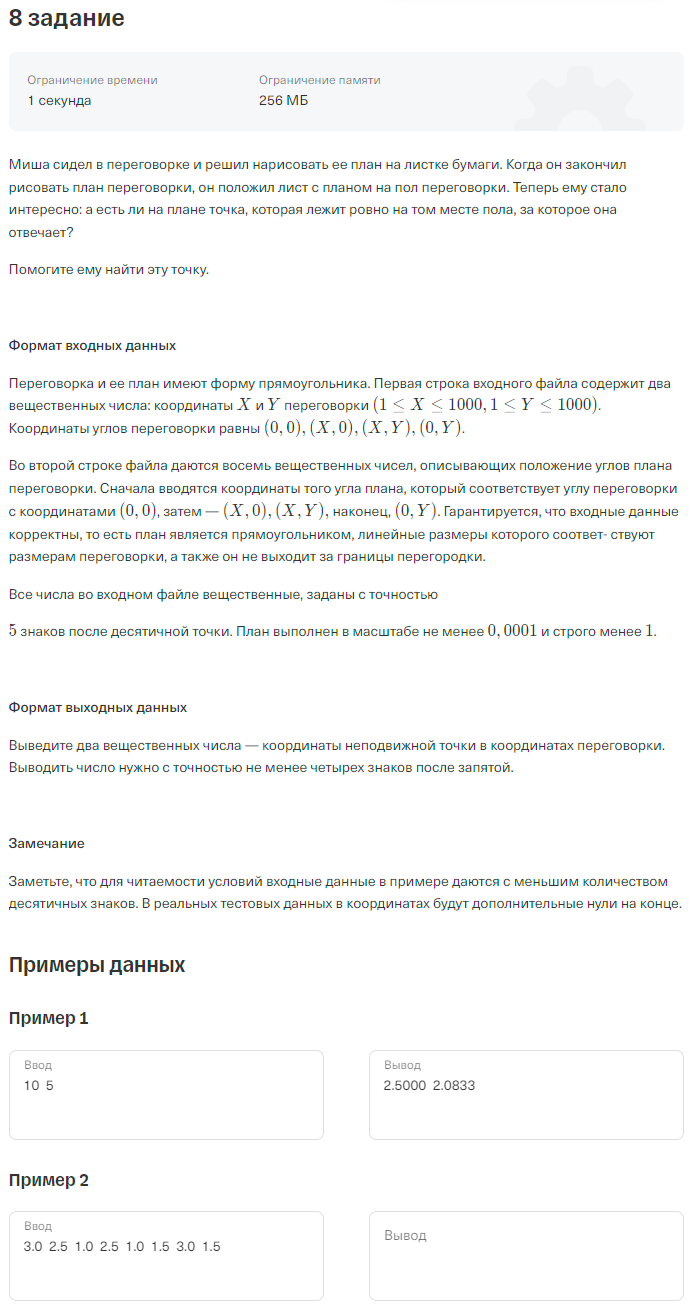 8 задание
Ограничение времени
Ограничение памяти
1 секунда
256 МБ
Миша сидел в переговорке и решил нарисовать ее план на листке бумаги. Когда он закончил
рисовать план переговорки, он положил лист с планом на пол переговорки. Теперь ему стало
интересно: а есть ли на плане точка, которая лежит ровно на том месте пола, за которое она
отвечает?
Помогите ему найти эту точку.
Формат входных данных
Переговорка и ее план имеют форму прямоугольника. Первая строка входного файла содержит два
вещественных числа: координаты X и Y переговорки (1 ≤ X ≤ 1000, 1 ≤ Y ≤ 1000).
Координаты углов переговорки равны (0, 0), (X, 0), (X, Y), (0, Y).
Во второй строке файла даются восемь вещественных чисел, описывающих положение углов плана
переговорки. Сначала вводятся координаты того угла плана, который соответствует углу переговорки
с координатами (0, 0), затем — (X, 0), (X, Y), наконец, (0, Y). Гарантируется, что входные данные
корректны, то есть план является прямоугольником, линейные размеры которого соответ- ствуют
размерам переговорки, а также он не выходит за границы перегородки.
Все числа во входном файле вещественные, заданы с точностью
5 знаков после десятичной точки. План выполнен в масштабе не менее 0, 0001 и строго менее 1.
Формат выходных данных
Выведите два вещественных числа — координаты неподвижной точки в координатах переговорки.
Выводить число нужно с точностью не менее четырех знаков после запятой.
Замечание
Заметьте, что для читаемости условий входные данные в примере даются с меньшим количеством
десятичных знаков. В реальных тестовых данных в координатах будут дополнительные нули на конце.
Примеры данных
Пример 1
Ввод
Вывод
10 5
2.5000 2.0833
Пример 2
Ввод
3.0 2.5 1.0 2.5 1.0 1.5 3.0 1.5
Вывод